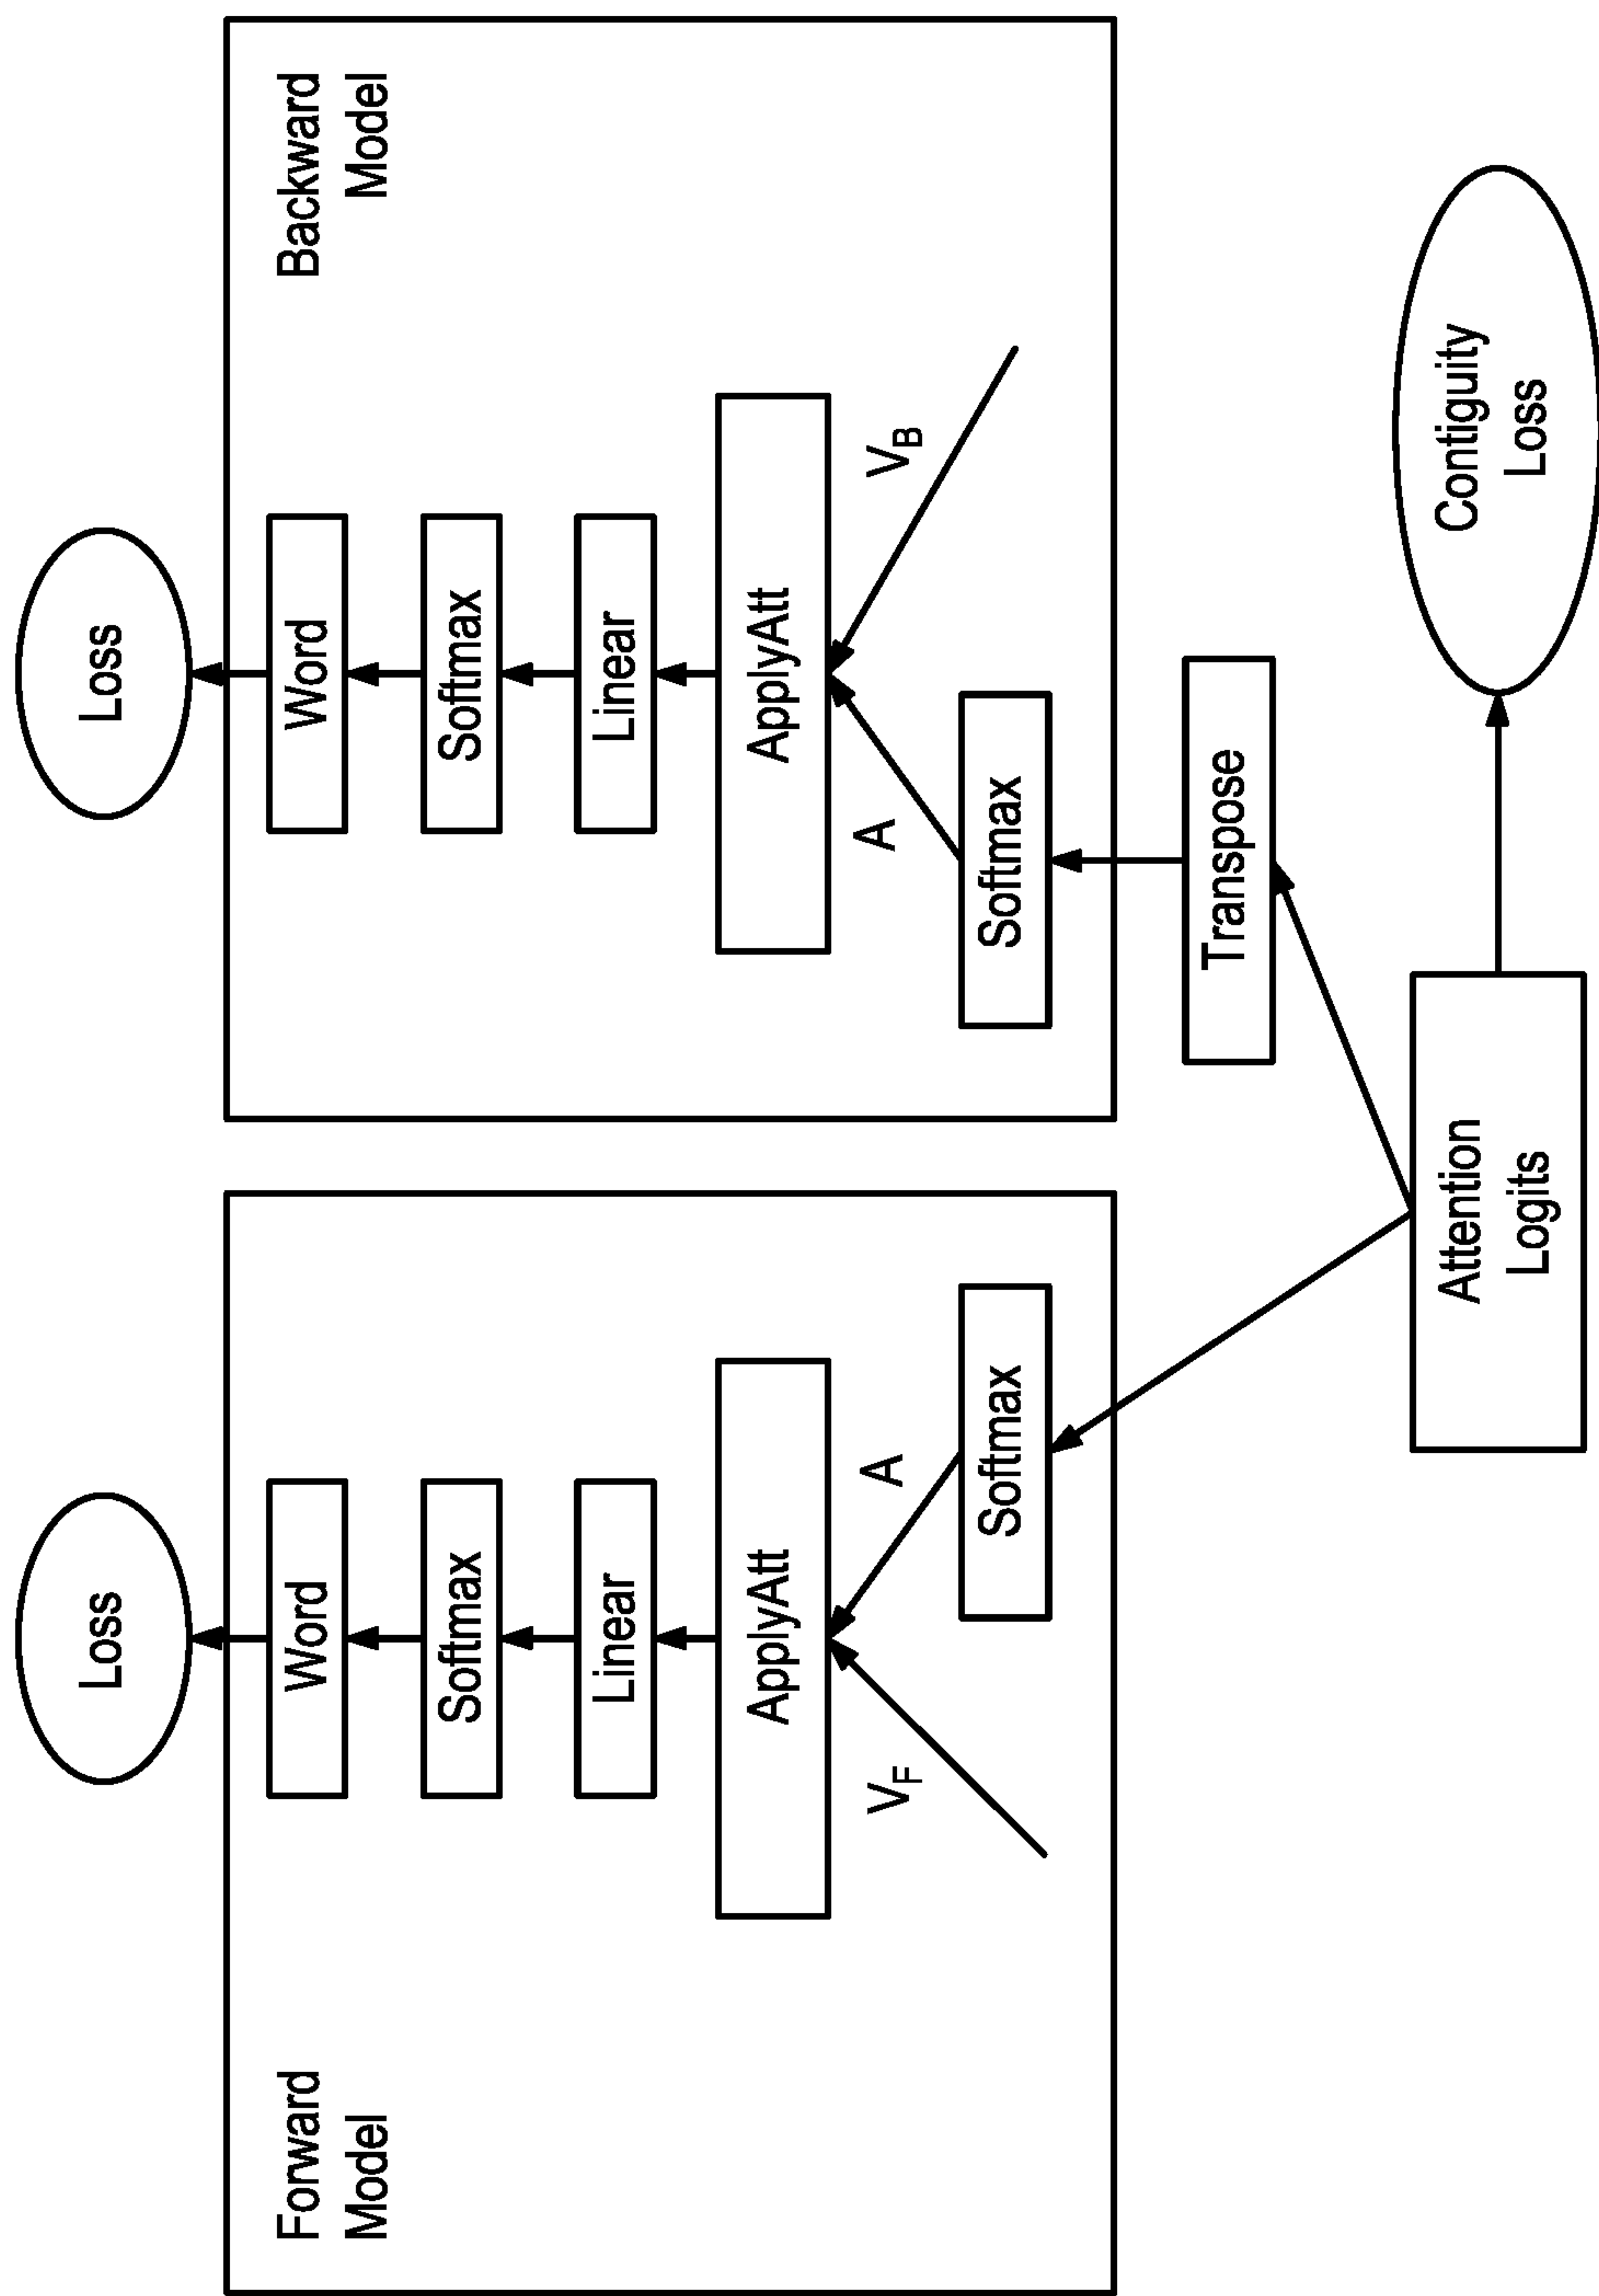 Loss
Loss
Forward
Model
Word
Softmax
Linear
ApplyAtt
V_F
A
Softmax
Backward
Model
Word
Softmax
Linear
ApplyAtt
A
V_B
Softmax
Transpose
Attention
Logits
Contiguity
Loss